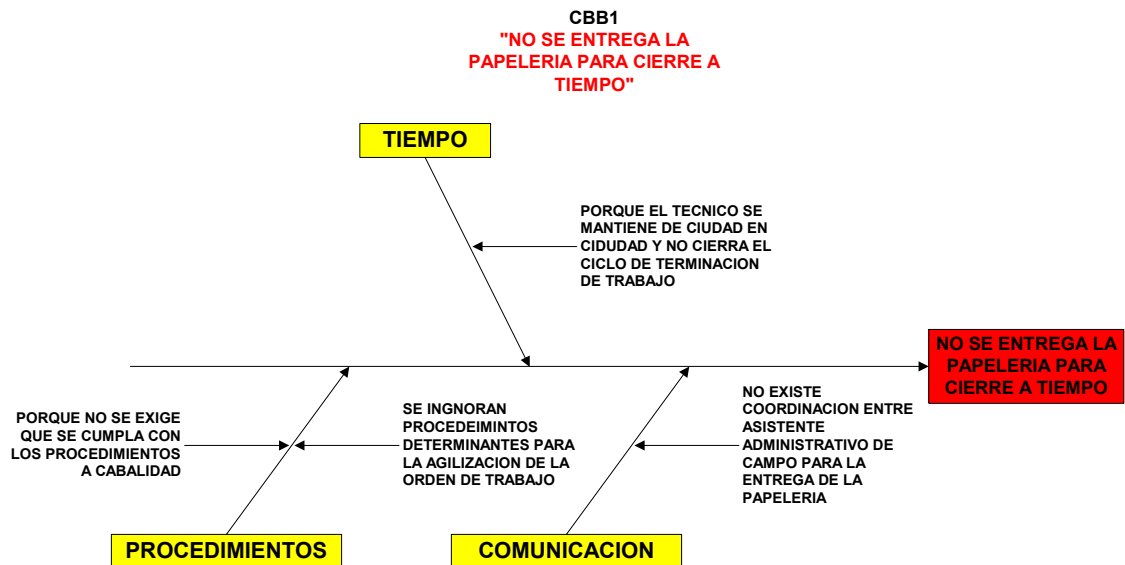 CBB1
"NO SE ENTREGA LA
PAPELERIA PARA CIERRE A
TIEMPO"
TIEMPO
PORQUE EL TECNICO SE
MANTIENE DE CIUDAD EN
CIDUDAD Y NO CIERRA EL
CICLO DE TERMINACION
DE TRABAJO
NO SE ENTREGA LA
PAPELERIA PARA
CIERRE A TIEMPO
PORQUE NO SE EXIGE
QUE SE CUMPLA CON
LOS PROCEDIMIENTOS
A CABALIDAD
SE INGNORAN
PROCEDEIMINTOS
DETERMINANTES PARA
LA AGILIZACION DE LA
ORDEN DE TRABAJO
NO EXISTE
COORDINACION ENTRE
ASISTENTE
ADMINISTRATIVO DE
CAMPO PARA LA
ENTREGA DE LA
PAPELERIA
PROCEDIMIENTOS
COMUNICACION